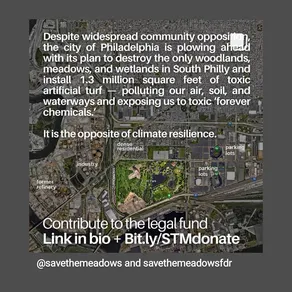 Despite widespread community opposition,
the city of Philadelphia is plowing ahead
with its plan to destroy the only woodlands,
meadows, and wetlands in South Philly and
install 1.3 million square feet of toxic
artificial turf — polluting our air, soil, and
waterways and exposing us to toxic 'forever
chemicals.'
It is the opposite of climate resilience.
dense
residential
parking
lots
industry
parking
lots
former
refinery
Contribute to the legal fund
Link in bio + Bit.ly/STMdonate
@savethemeadows and savethemeadowsfdr